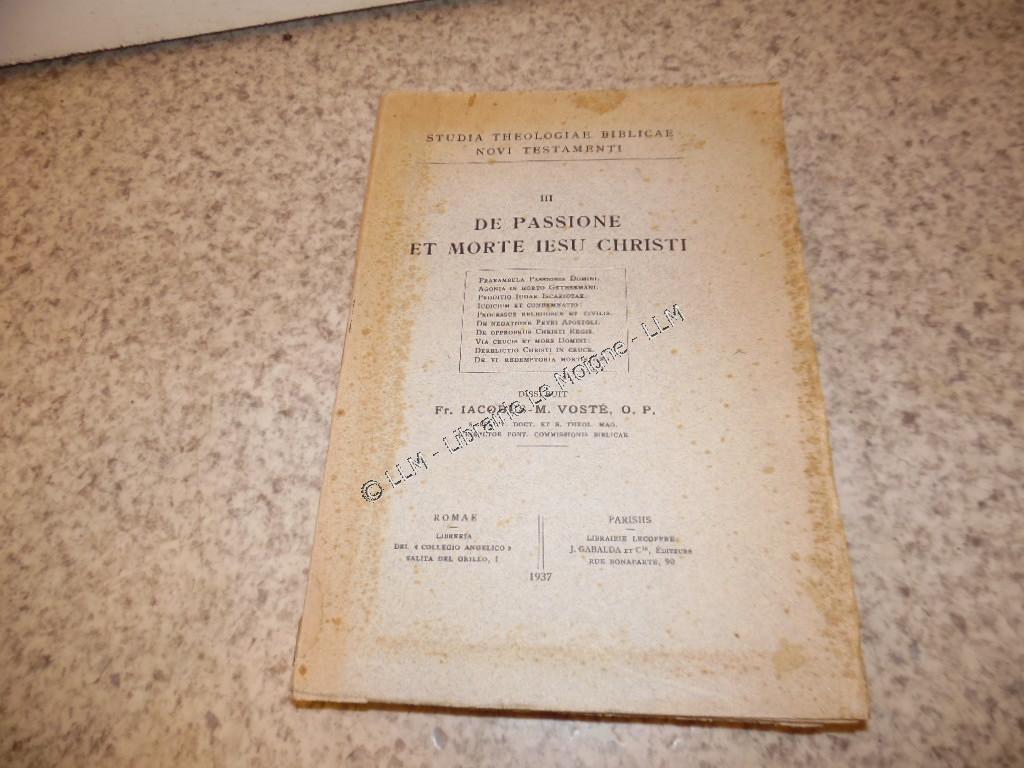 STUDIA THEOLOGIAE BIBLICAE
NOVI TESTAMENTI
III
DE PASSIONE
ET MORTE IESU CHRISTI
PRAEAMBULA PASSIONIS DOMINI.
AGONIA IN HORTO GETHSEMANI.
PRODITIO IUDAE ISCARIOTAE.
IUDICIUM ET CONDEMNATIO:
PROCESSUS RELIGIOSUS ET CIVILIS.
DE NEGATIONE PETRI APOSTOLI.
DE OPPROBRIIS CHRISTI REGIS.
VIA CRUCIS ET MORS DOMINI:
DERELICTIO CHRISTI IN CRUCE.
DE VI REDEMPTORIA
© LLM - Librairie Le Moigne - LLM
Fr. IACOBUS-M. VOSTÉ, O. P.
DOCT. ET S. THEOL. MAG.
PONT. COMMISSIONIS BIBLICAE
ROMAE
LIBRERIA
DEL « COLLEGIO ANGELICO »
SALITA DEL GRILLO, 1
PARISIIS
LIBRAIRIE LECOFFRE
J. GABALDA ET Cie, ÉDITEURS
RUE BONAPARTE, 90
1937